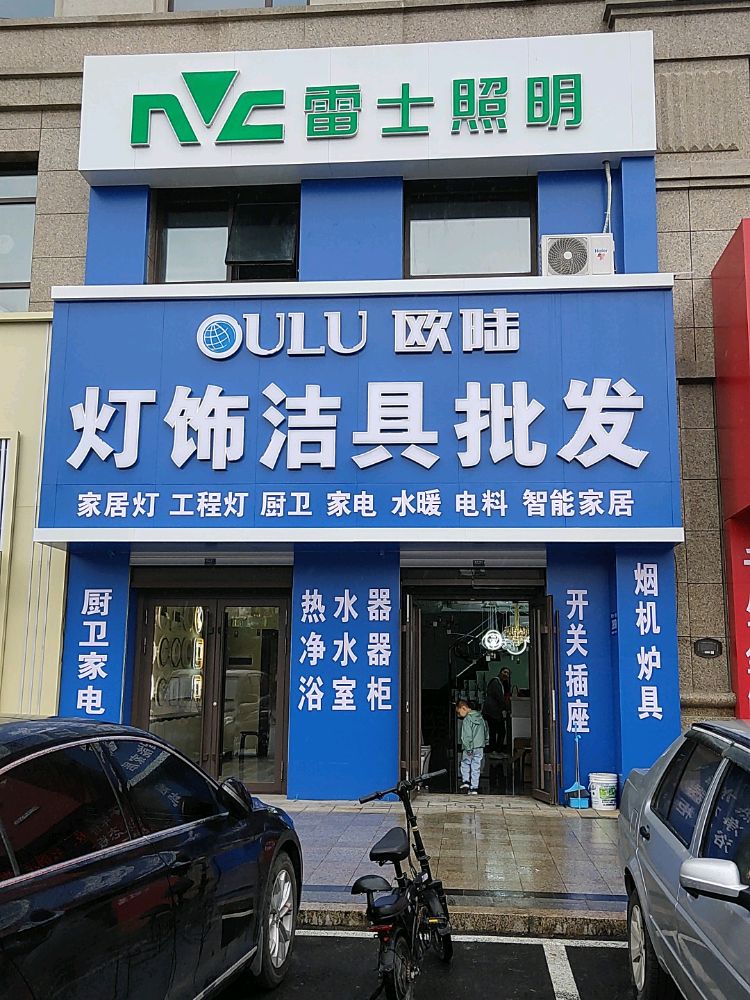 NVC 雷士照明
OULU 欧陆
灯饰洁具批发
家居灯 工程灯 厨卫 家电 水暖 电料 智能家居
厨卫家电
热水器
净水器
浴室柜
开关插座
烟机炉具
Haier